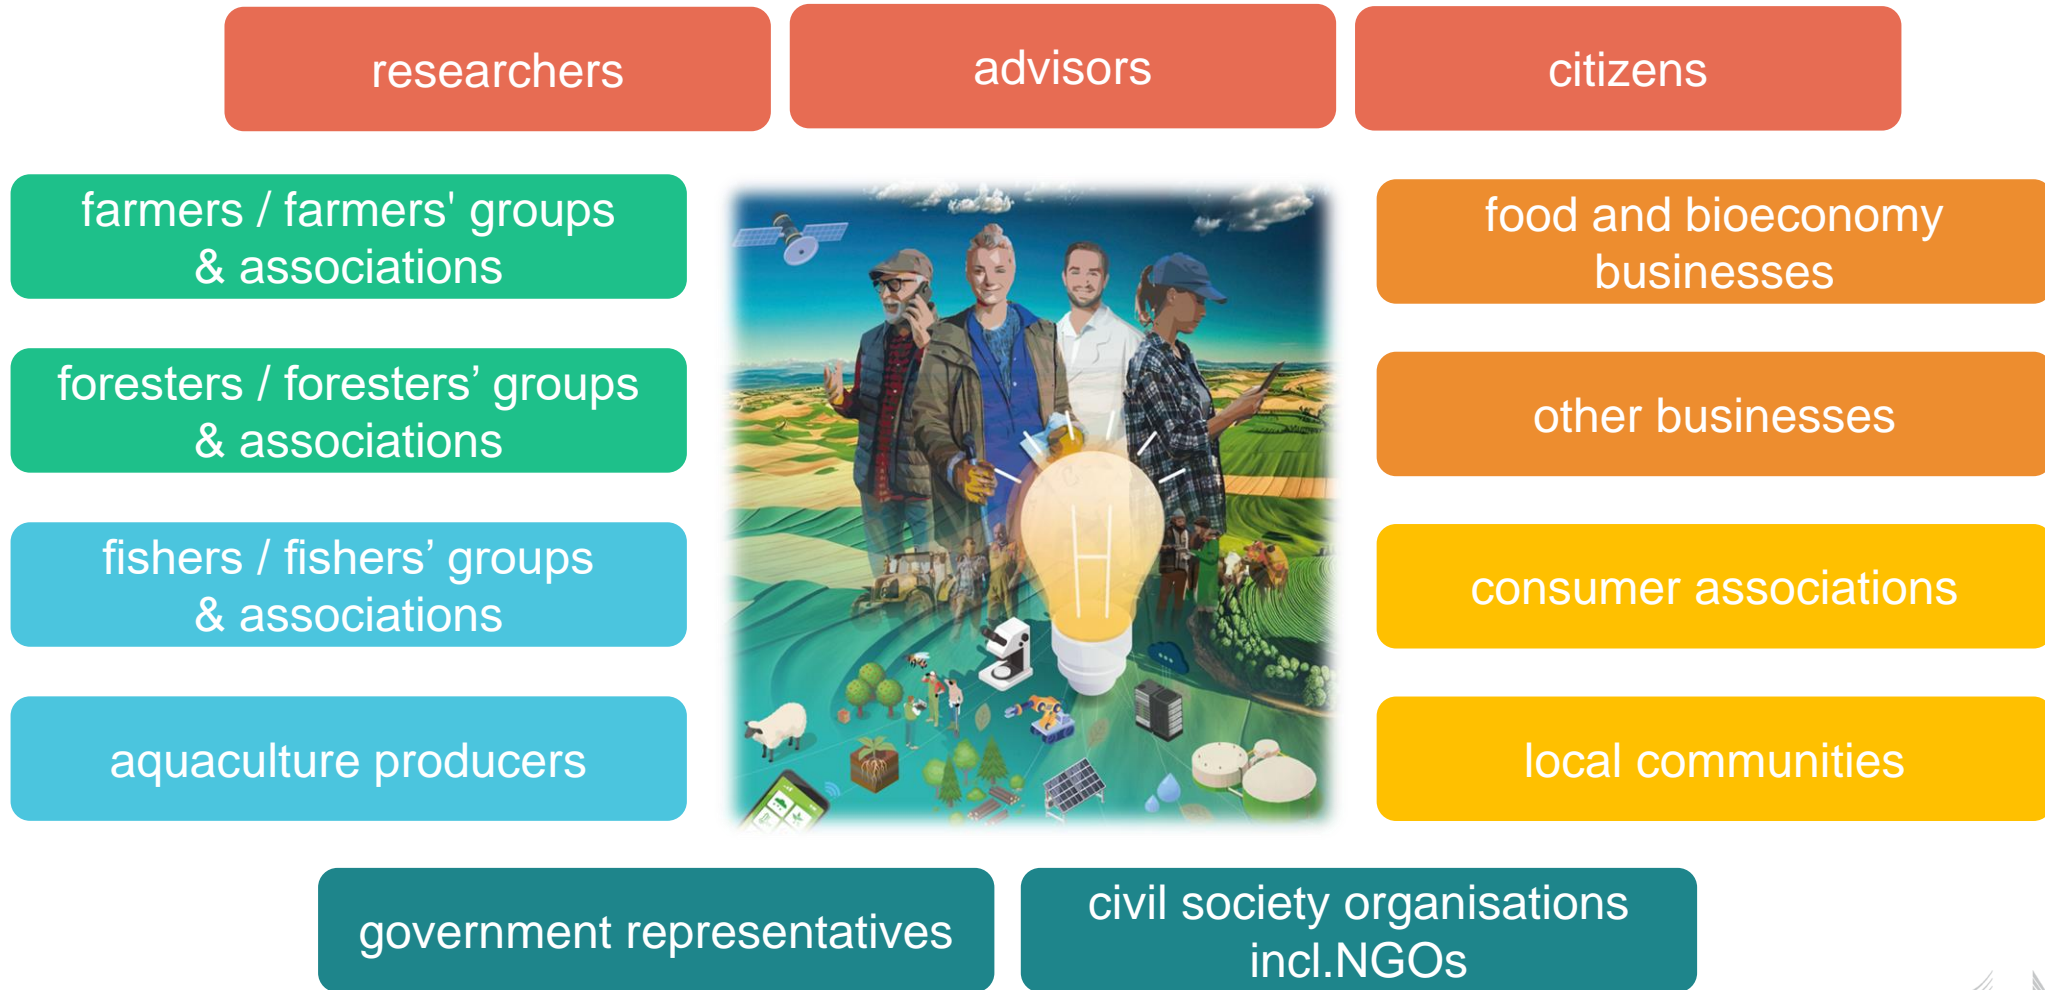 researchers
advisors
citizens
farmers / farmers' groups
& associations
food and bioeconomy
businesses
foresters / foresters’ groups
& associations
other businesses
fishers / fishers’ groups
& associations
consumer associations
aquaculture producers
local communities
government representatives
civil society organisations
incl.NGOs